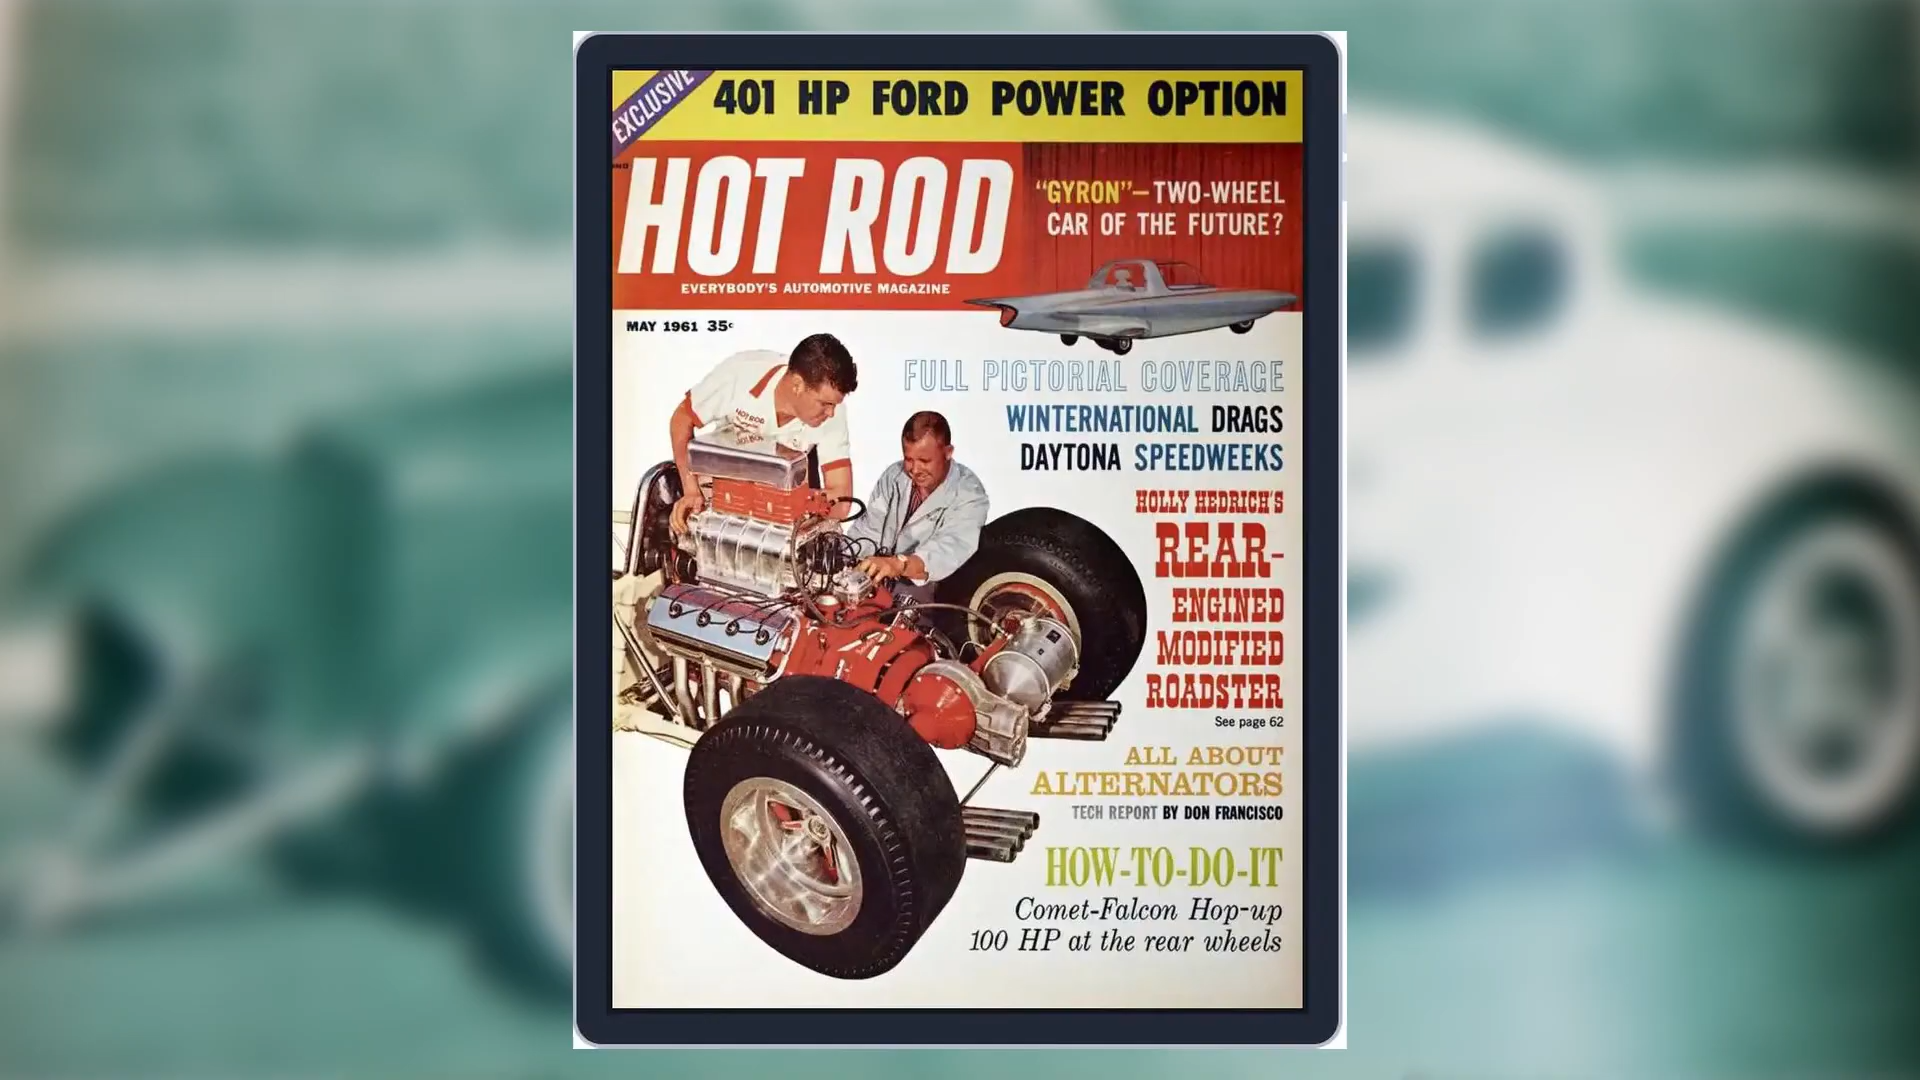 EXCLUSIVE
401 HP FORD POWER OPTION
HOT ROD
EVERYBODY'S AUTOMOTIVE MAGAZINE
"GYRON"—TWO-WHEEL
CAR OF THE FUTURE?
MAY 1961 35¢
FULL PICTORIAL COVERAGE
WINTERNATIONAL DRAGS
DAYTONA SPEEDWEEKS
HOT ROD
HOLLY HEDRICH'S
REAR-
ENGINED
MODIFIED
ROADSTER
See page 62
ALL ABOUT
ALTERNATORS
TECH REPORT BY DON FRANCISCO
HOW-TO-DO-IT
Comet-Falcon Hop-up
100 HP at the rear wheels